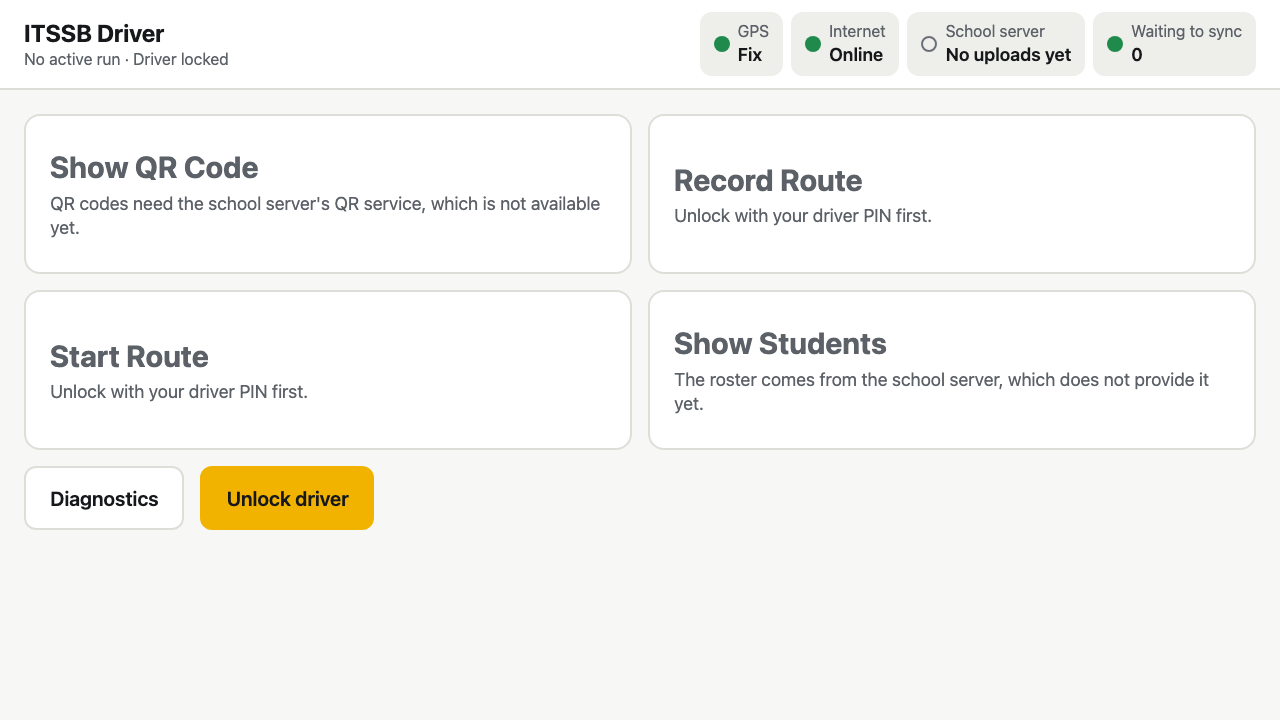 ITSSB Driver
No active run · Driver locked
GPS
Fix
Internet
Online
School server
No uploads yet
Waiting to sync
0
Show QR Code
QR codes need the school server's QR service, which is not available
yet.
Record Route
Unlock with your driver PIN first.
Start Route
Unlock with your driver PIN first.
Show Students
The roster comes from the school server, which does not provide it
yet.
Diagnostics
Unlock driver